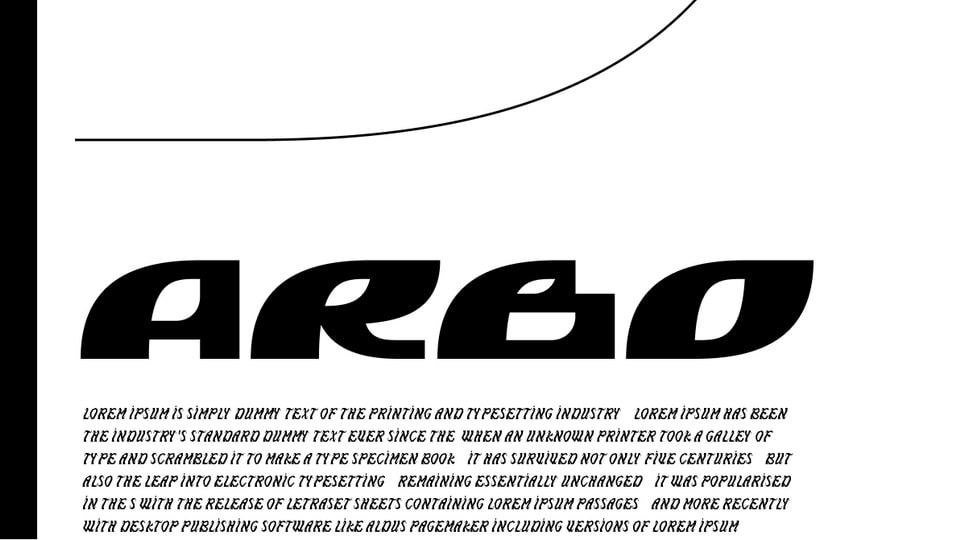 ARBO
LOREM IPSUM IS SIMPLY DUMMY TEXT OF THE PRINTING AND TYPESETTING INDUSTRY LOREM IPSUM HAS BEEN
THE INDUSTRY'S STANDARD DUMMY TEXT EVER SINCE THE WHEN AN UNKNOWN PRINTER TOOK A GALLEY OF
TYPE AND SCRAMBLED IT TO MAKE A TYPE SPECIMEN BOOK IT HAS SURVIVED NOT ONLY FIVE CENTURIES BUT
ALSO THE LEAP INTO ELECTRONIC TYPESETTING REMAINING ESSENTIALLY UNCHANGED IT WAS POPULARISED
IN THE S WITH THE RELEASE OF LETRASET SHEETS CONTAINING LOREM IPSUM PASSAGES AND MORE RECENTLY
WITH DESKTOP PUBLISHING SOFTWARE LIKE ALDUS PAGEMAKER INCLUDING VERSIONS OF LOREM IPSUM